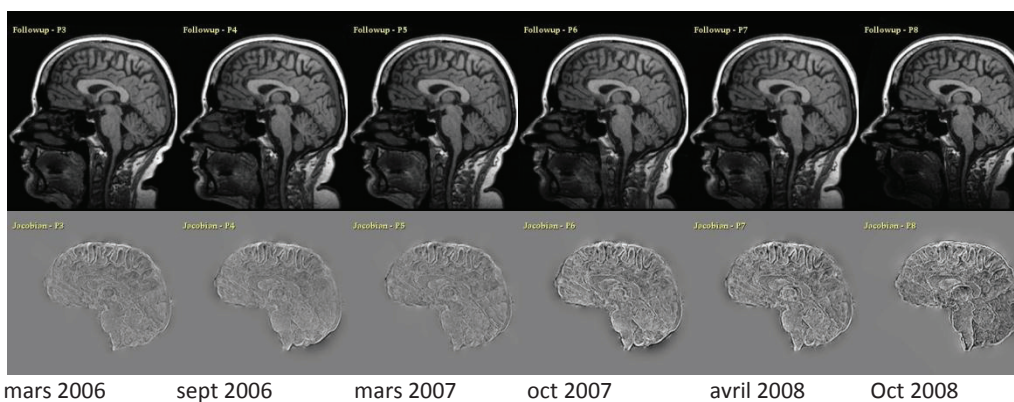 Followup - P3
Followup - P4
Followup - P5
Followup - P6
Followup - P7
Followup - P8
Jacobian - P3
Jacobian - P4
Jacobian - P5
Jacobian - P6
Jacobian - P7
Jacobian - P8
mars 2006
sept 2006
mars 2007
oct 2007
avril 2008
Oct 2008